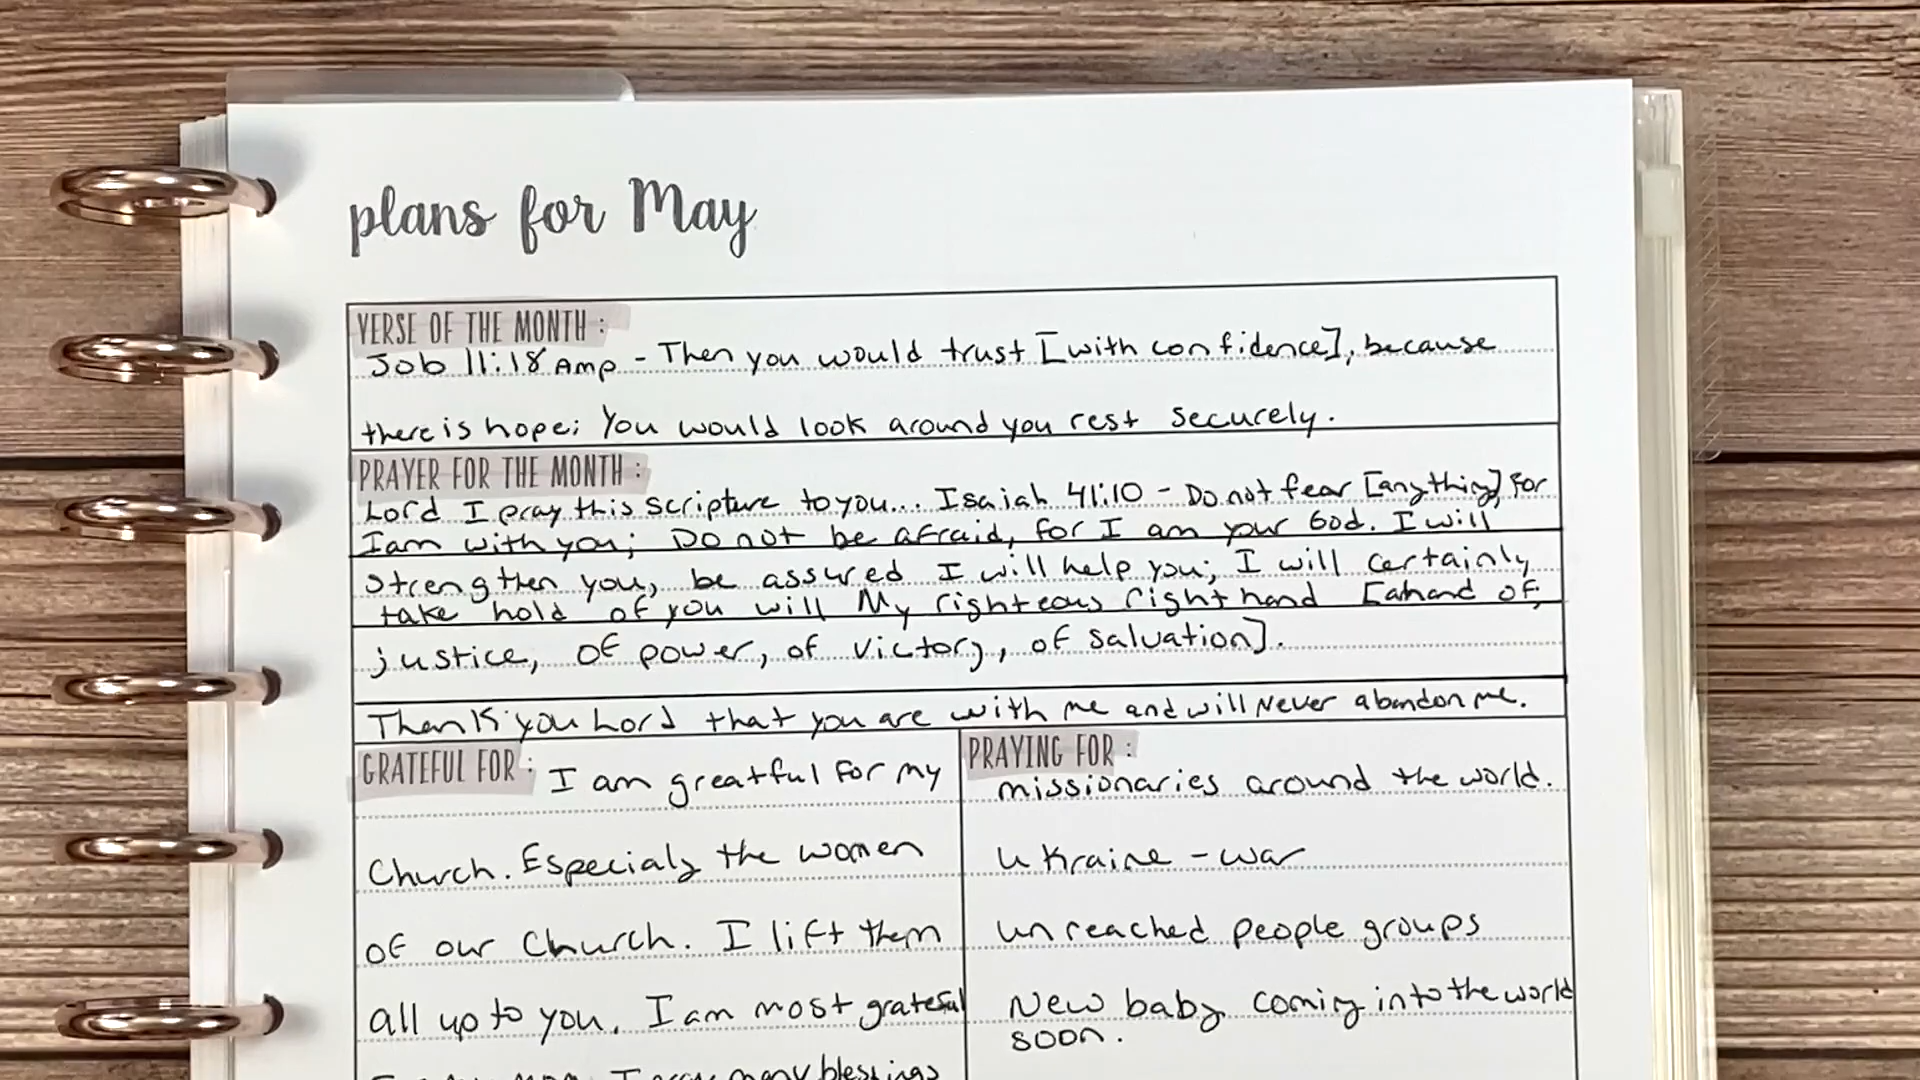 plans for May
VERSE OF THE MONTH :
Job 11:18 Amp - Then you would trust [with confidence], because
there is hope; You would look around you rest securely.
PRAYER FOR THE MONTH :
Lord I pray this scripture to you... Isaiah 41:10 - Do not fear [anything] For
I am with you; Do not be afraid, for I am your God. I will
strengthen you, be assured I will help you; I will certainly
take hold of you will My righteous right hand [a hand of,
justice, of power, of victory, of salvation].
Thank you Lord that you are with me and will Never abandon me.
GRATEFUL FOR : I am greatful for my
Church. Especialy the women
of our Church. I lift them
all up to you. I am most grateful
I many blessings
PRAYING FOR :
missionaries around the world.
Ukraine - war
unreached people groups
New baby coming into the world
soon.